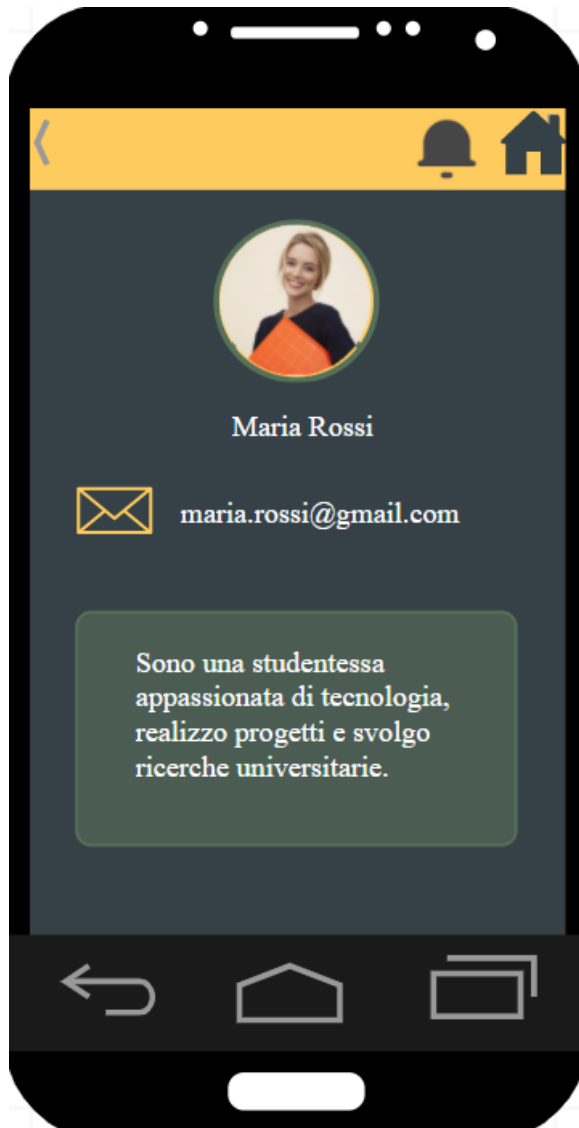 Maria Rossi
maria.rossi@gmail.com
Sono una studentessa
appassionata di tecnologia,
realizzo progetti e svolgo
ricerche universitarie.